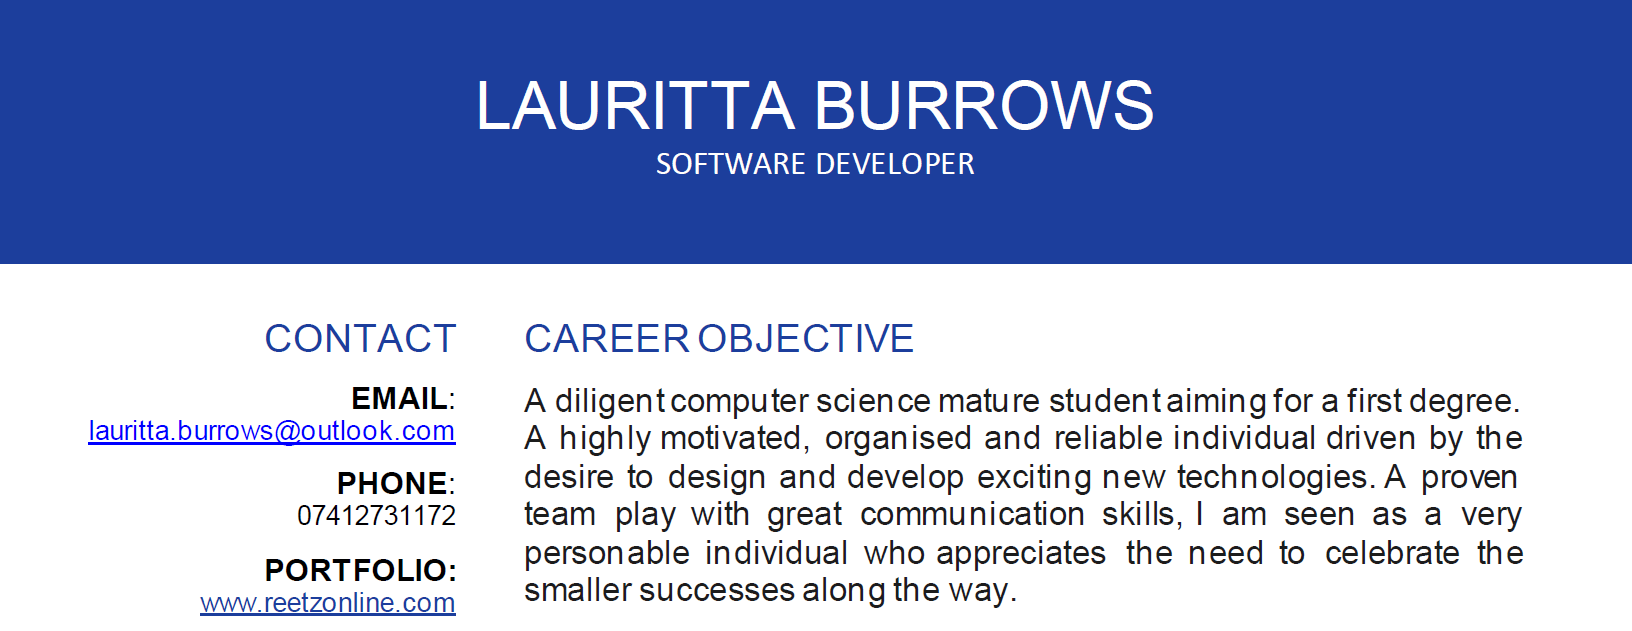 LAURITTA BURROWS
SOFTWARE DEVELOPER
CONTACT
EMAIL:
lauritta.burrows@outlook.com
PHONE:
07412731172
PORTFOLIO:
www.reetzonline.com
CAREER OBJECTIVE
A diligent computer science mature student aiming for a first degree.
A highly motivated, organised and reliable individual driven by the
desire to design and develop exciting new technologies. A proven
team play with great communication skills, I am seen as a very
personable individual who appreciates the need to celebrate the
smaller successes along the way.